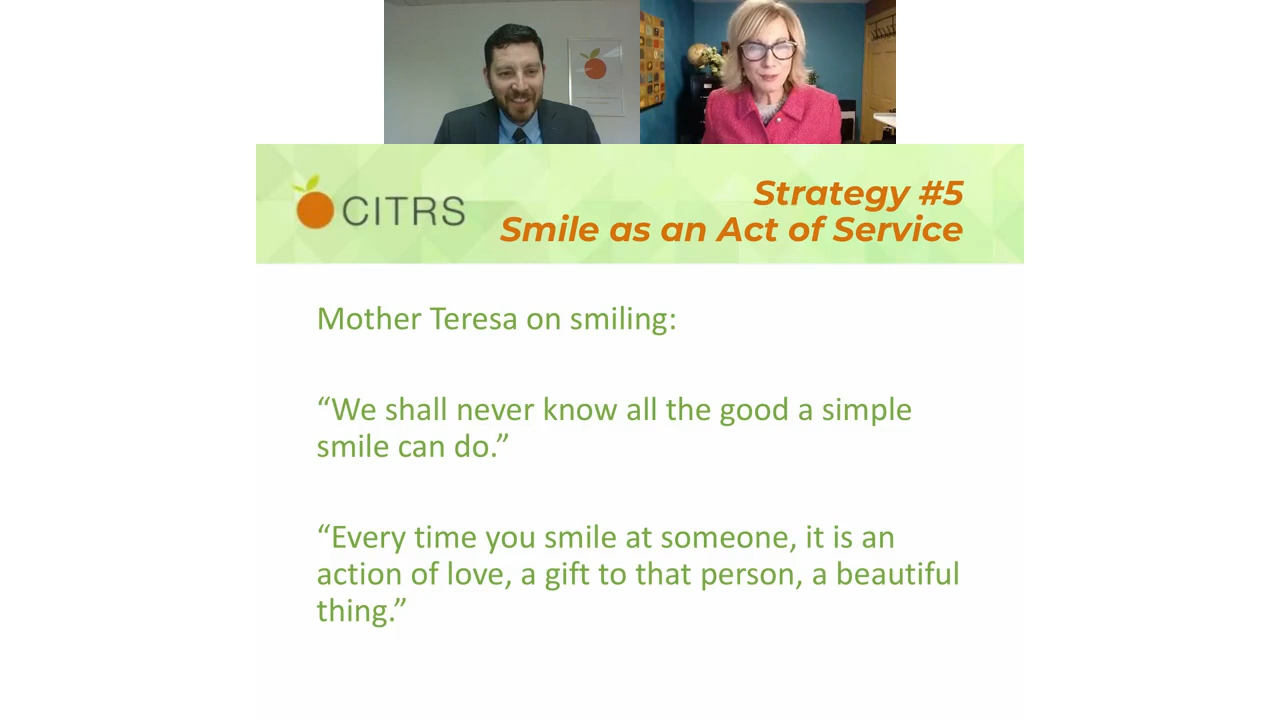 CITRS
Strategy #5
Smile as an Act of Service
Mother Teresa on smiling:
“We shall never know all the good a simple
smile can do.”
“Every time you smile at someone, it is an
action of love, a gift to that person, a beautiful
thing.”